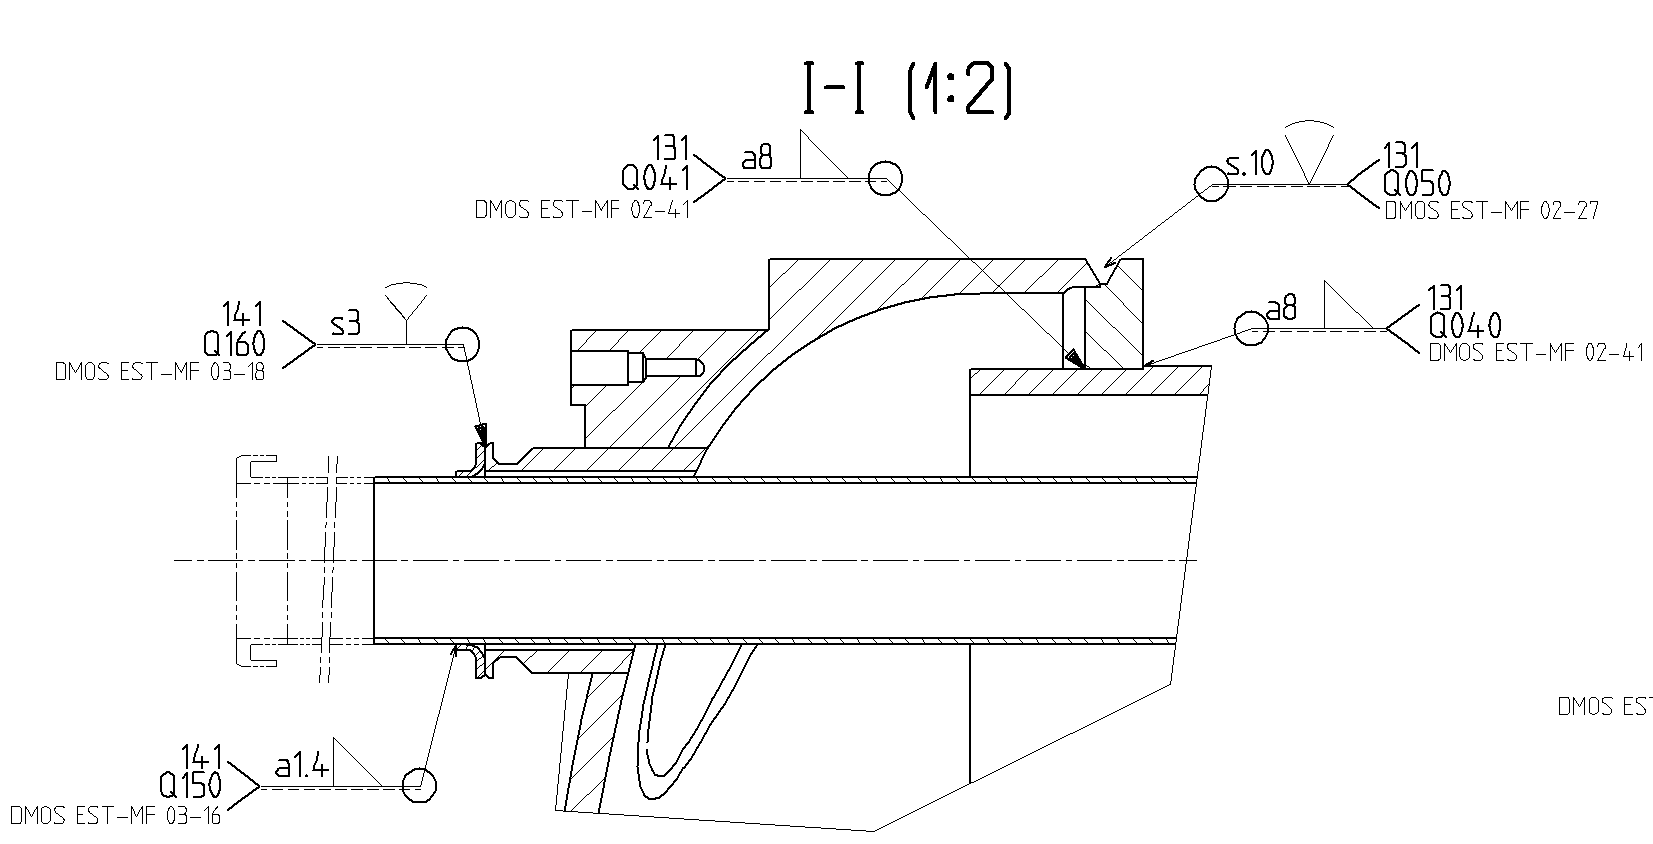 I-I (1:2)
131
a8
Q041
DMOS EST-MF 02-41
s.10
131
Q050
DMOS EST-MF 02-27
141
s3
Q160
DMOS EST-MF 03-18
a8
131
Q040
DMOS EST-MF 02-41
DMOS EST
141
a1.4
Q150
DMOS EST-MF 03-16